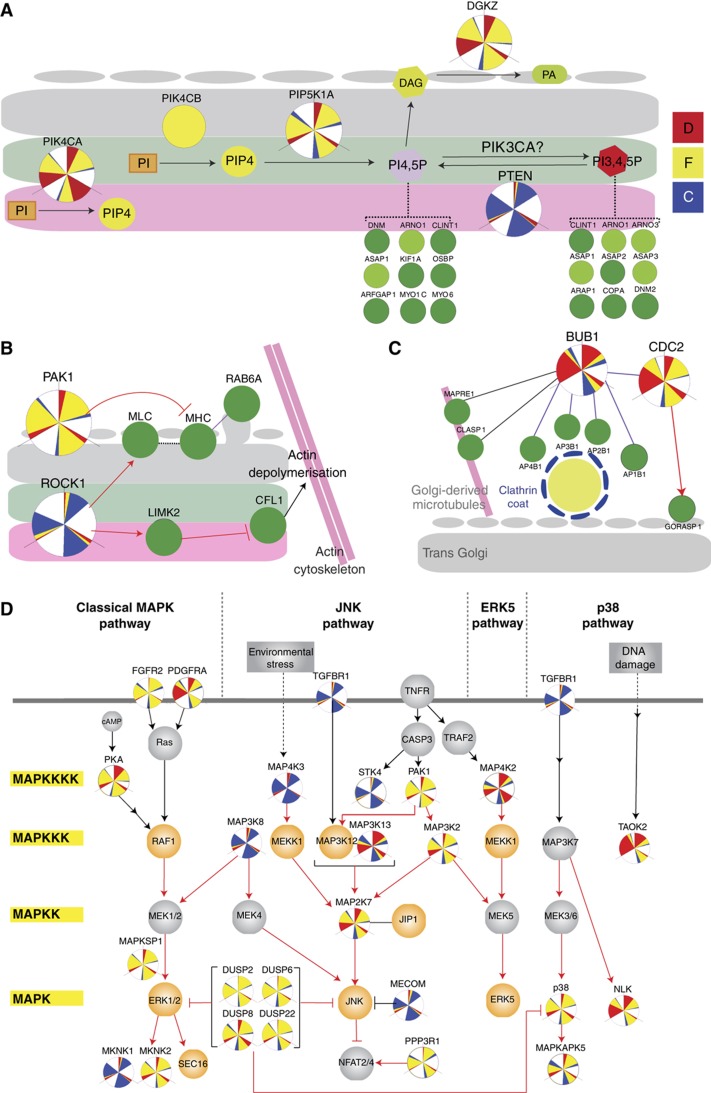 A
DGKZ
DAG
PA
PIK4CB
PIP5K1A
PIK4CA
PI
PIP4
PI4,5P
PIK3CA?
PI3,4,5P
PTEN
PI
PIP4
D
F
C
DNM
ARNO1
CLINT1
ASAP1
KIF1A
OSBP
ARFGAP1
MYO1C
MYO6
CLINT1
ARNO1
ARNO3
ASAP1
ASAP2
ASAP3
ARAP1
COPA
DNM2
B
PAK1
RAB6A
MLC
MHC
Actin
depolymerisation
ROCK1
LIMK2
CFL1
Actin
cytoskeleton
C
BUB1
CDC2
MAPRE1
CLASP1
AP3B1
AP2B1
AP4B1
AP1B1
Golgi-derived
microtubules
Clathrin
coat
GORASP1
Trans Golgi
D
Classical MAPK
pathway
JNK
pathway
ERK5
pathway
p38
pathway
Environmental
stress
DNA
damage
FGFR2
PDGFRA
TGFBR1
TNFR
TGFBR1
cAMP
Ras
CASP3
TRAF2
MAPKKKK
PKA
MAP4K3
STK4
PAK1
MAP4K2
MAPKKK
RAF1
MAP3K8
MEKK1
MAP3K12
MAP3K13
MAP3K2
MEKK1
MAP3K7
TAOK2
MAPKK
MEK1/2
MEK4
MAP2K7
JIP1
MEK5
MEK3/6
MAPKSP1
MAPK
ERK1/2
DUSP2
DUSP6
DUSP8
DUSP22
JNK
MECOM
ERK5
p38
NLK
MKNK1
MKNK2
SEC16
NFAT2/4
PPP3R1
MAPKAPK5